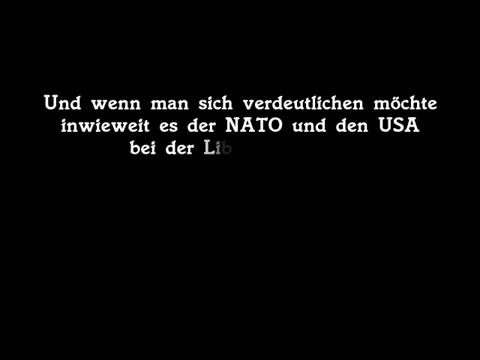 Und wenn man sich verdeutlichen möchte
inwieweit es der NATO und den USA
bei der Lib